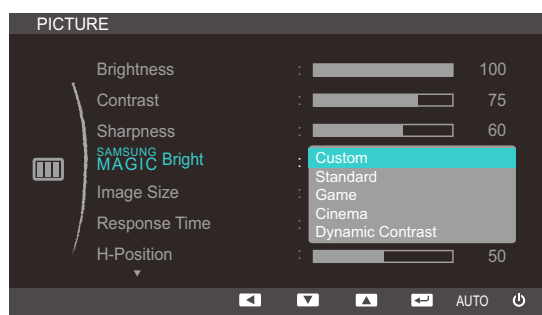 PICTURE
Brightness : 100
Contrast : 75
Sharpness : 60
SAMSUNG MAGIC Bright : Custom
Standard
Game
Cinema
Dynamic Contrast
Image Size :
Response Time :
H-Position : 50
AUTO